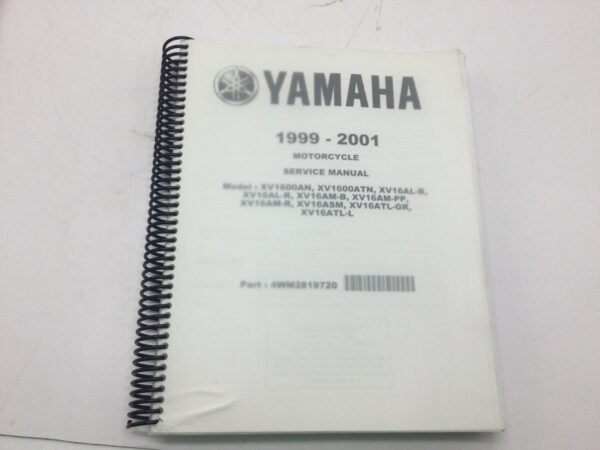 YAMAHA
1999 - 2001
MOTORCYCLE
SERVICE MANUAL
Model : XV1600AN, XV1600ATN, XV16AL-B,
XV16AL-R, XV16AM-B, XV16AM-PP,
XV16AM-R, XV16ASM, XV16ATL-GR,
XV16ATL-L
Part : 4WM2819720